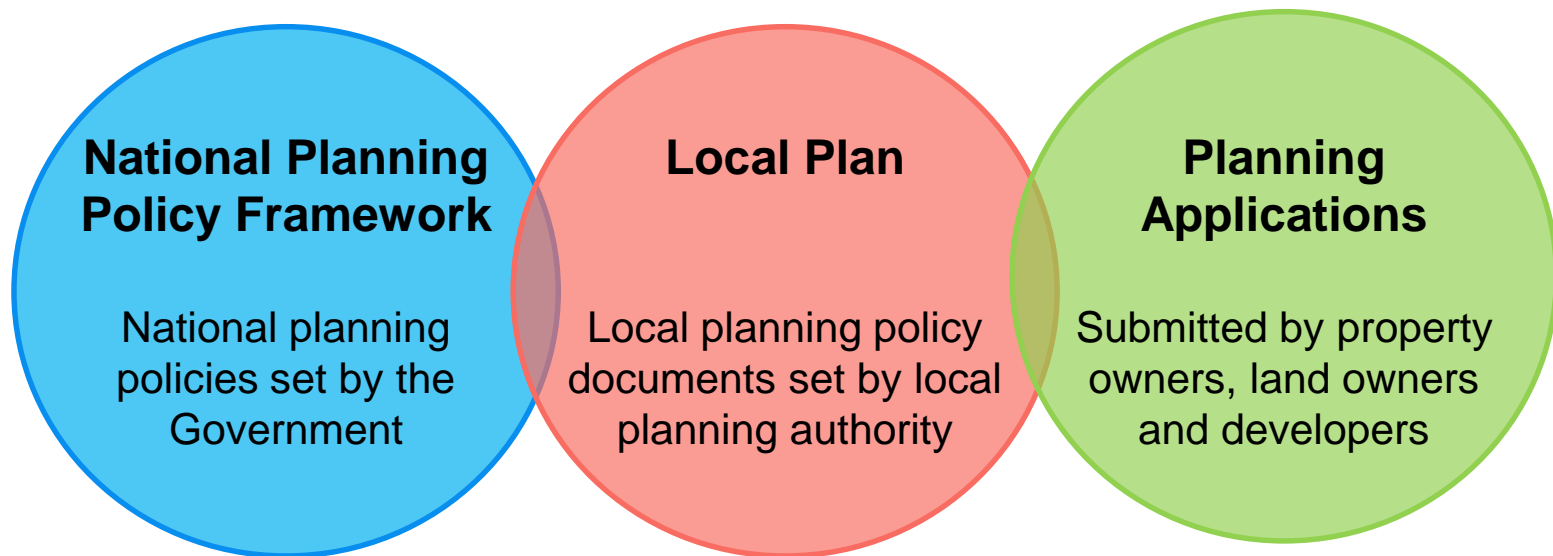 National Planning
Policy Framework
National planning
policies set by the
Government
Local Plan
Local planning policy
documents set by local
planning authority
Planning
Applications
Submitted by property
owners, land owners
and developers